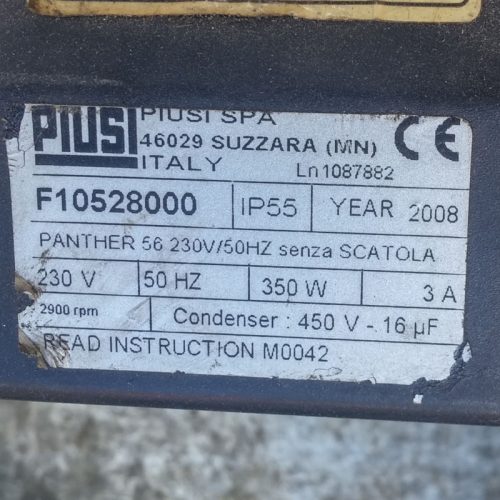 PIUSI
PIUSI SPA
46029 SUZZARA (MN)
ITALY
Ln1087882
CE
F10528000 IP55 YEAR 2008
PANTHER 56 230V/50HZ senza SCATOLA
230 V 50 HZ 350 W 3 A
2900 rpm Condenser : 450 V -.16 µF
READ INSTRUCTION M0042